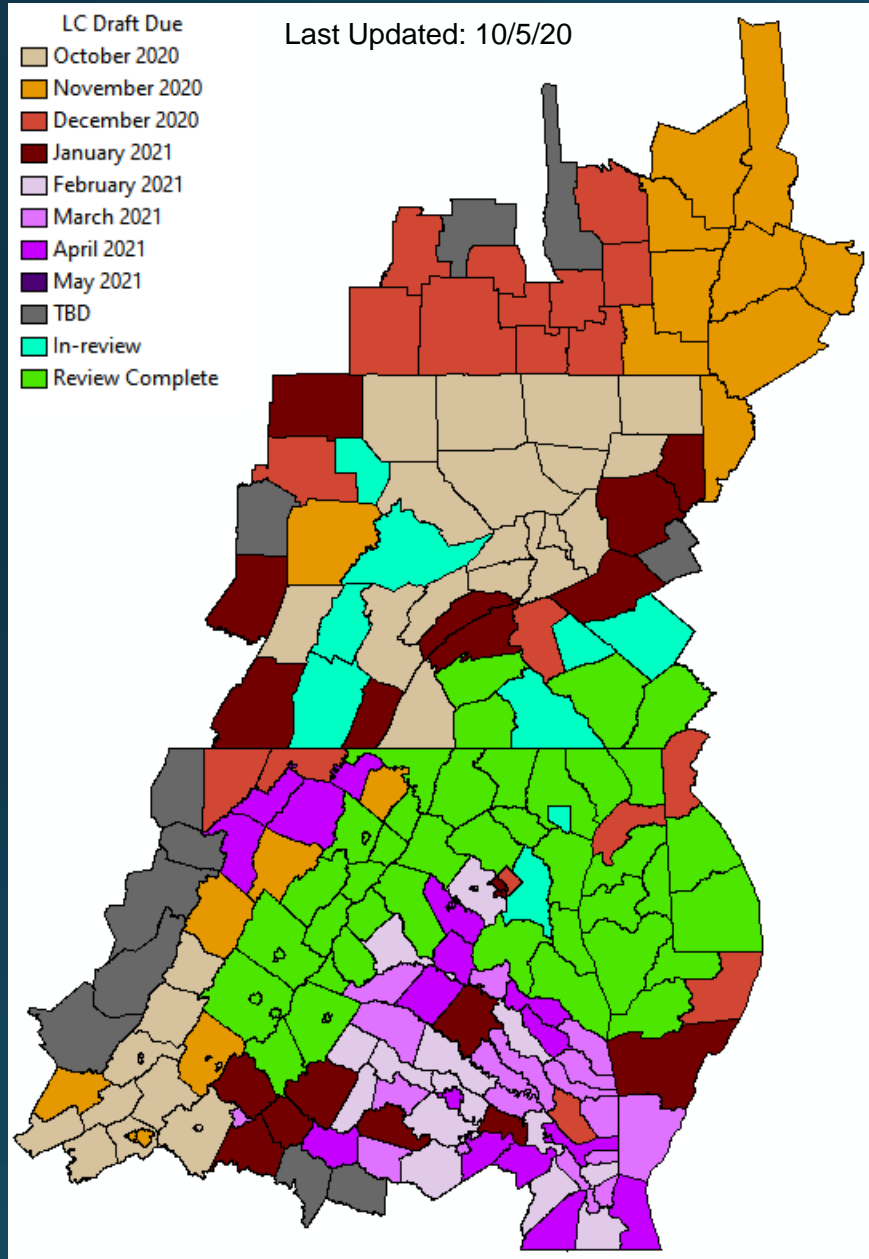 LC Draft Due
Last Updated: 10/5/20
October 2020
November 2020
December 2020
January 2021
February 2021
March 2021
April 2021
May 2021
TBD
In-review
Review Complete